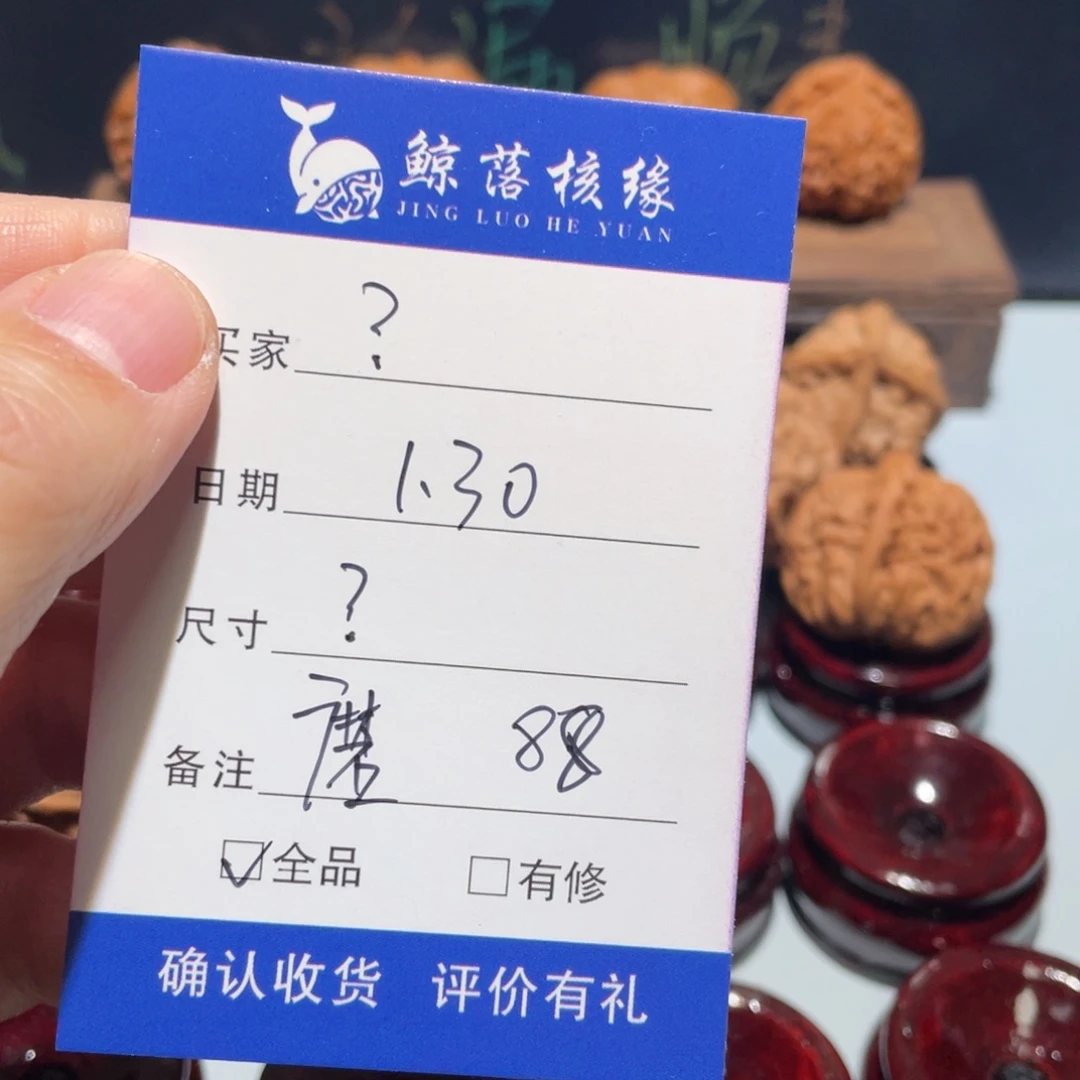 鲸落核缘
JING LUO HE YUAN
买家 ?
日期 1.30
尺寸 ?
备注 88
全品 有修
确认收货 评价有礼